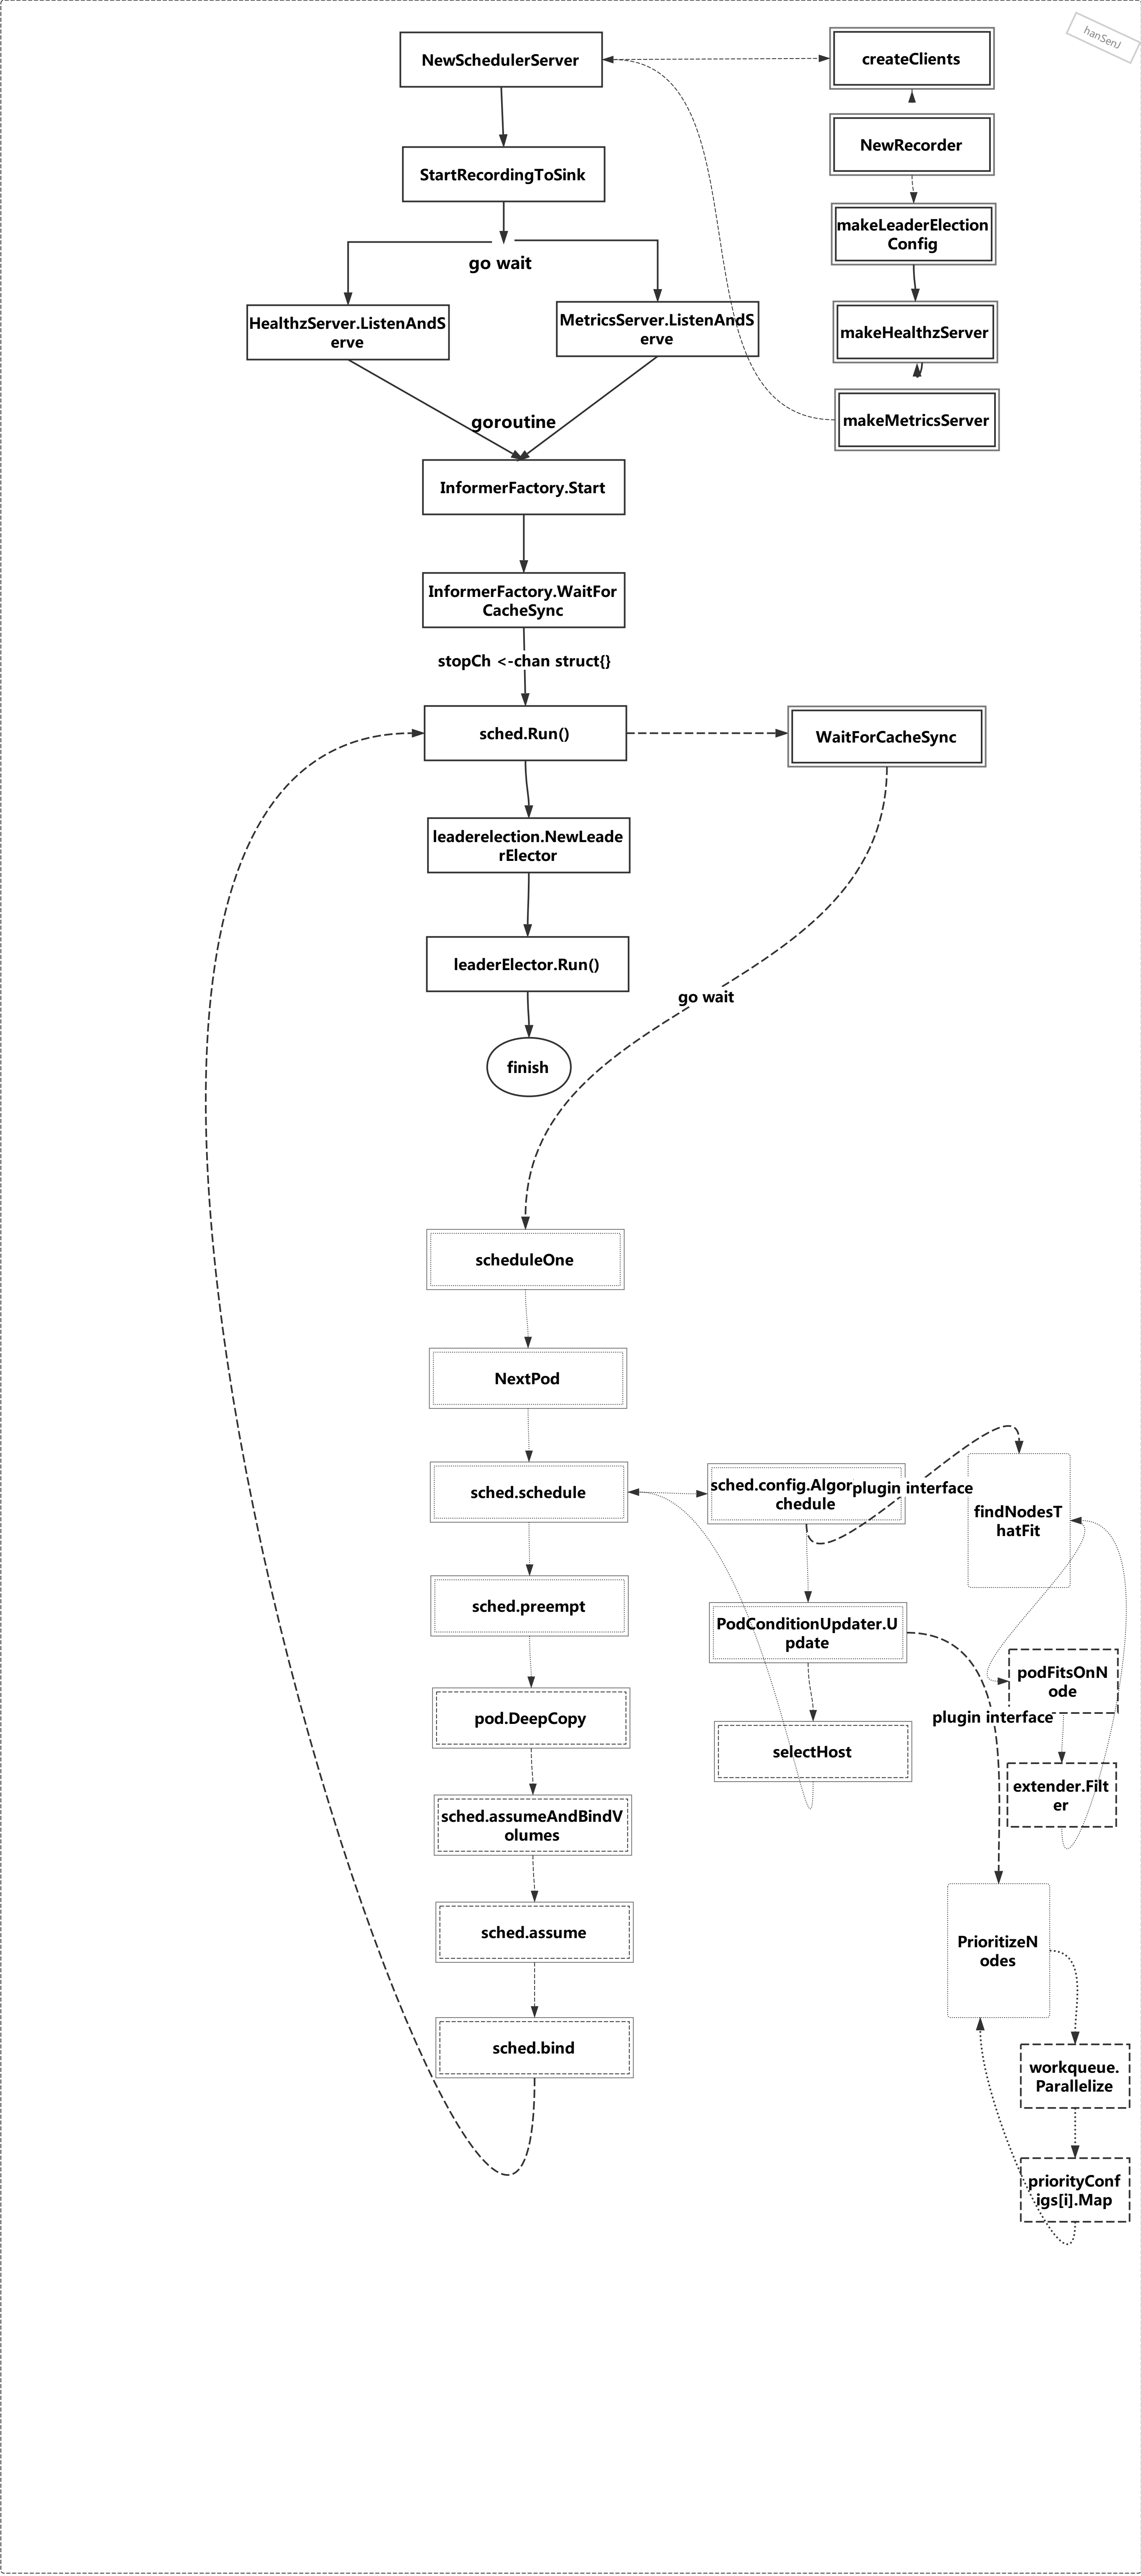 hanSenJ
NewSchedulerServer
createClients
NewRecorder
StartRecordingToSink
makeLeaderElection
Config
go wait
HealthzServer.ListenAndS
erve
MetricsServer.ListenAndS
erve
makeHealthzServer
goroutine
makeMetricsServer
InformerFactory.Start
InformerFactory.WaitFor
CacheSync
stopCh <-chan struct{}
sched.Run()
WaitForCacheSync
leaderelection.NewLeade
rElector
leaderElector.Run()
go wait
finish
scheduleOne
NextPod
sched.schedule
sched.config.Algor
chedule
plugin interface
findNodesT
hatFit
sched.preempt
PodConditionUpdater.U
pdate
podFitsOnN
ode
plugin interface
pod.DeepCopy
selectHost
extender.Filt
er
sched.assumeAndBindV
olumes
sched.assume
PrioritizeN
odes
sched.bind
workqueue.
Parallelize
priorityConf
igs[i].Map